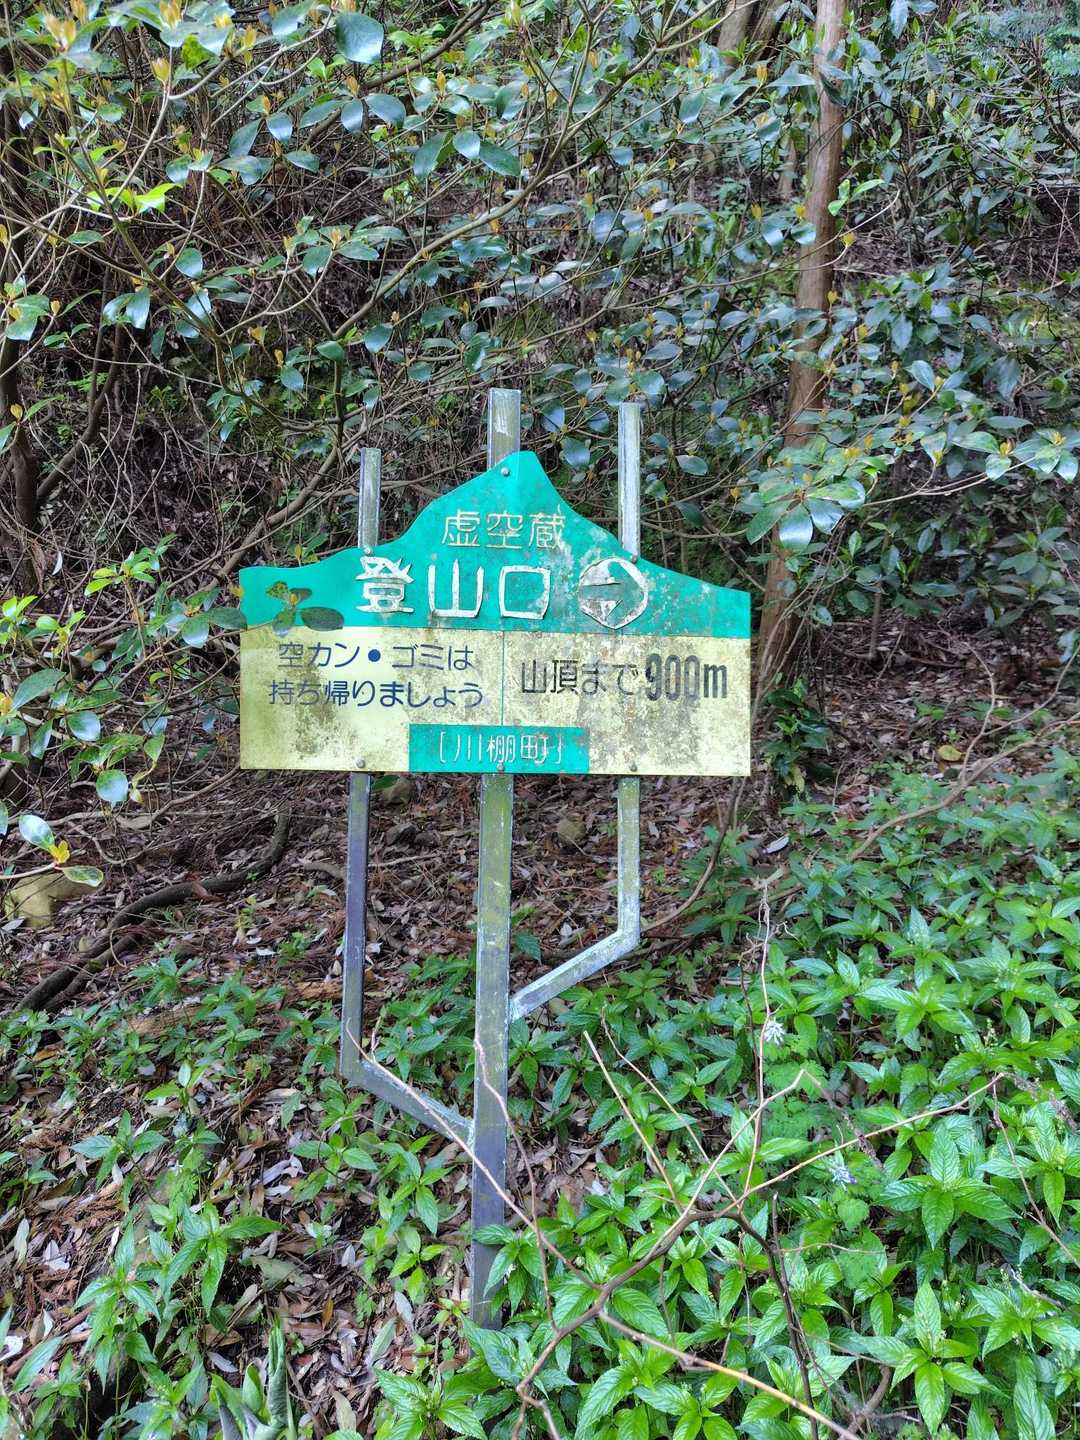 虚空蔵
登山口
空カン・ゴミは
持ち帰りましょう
山頂まで900m
[川棚町]